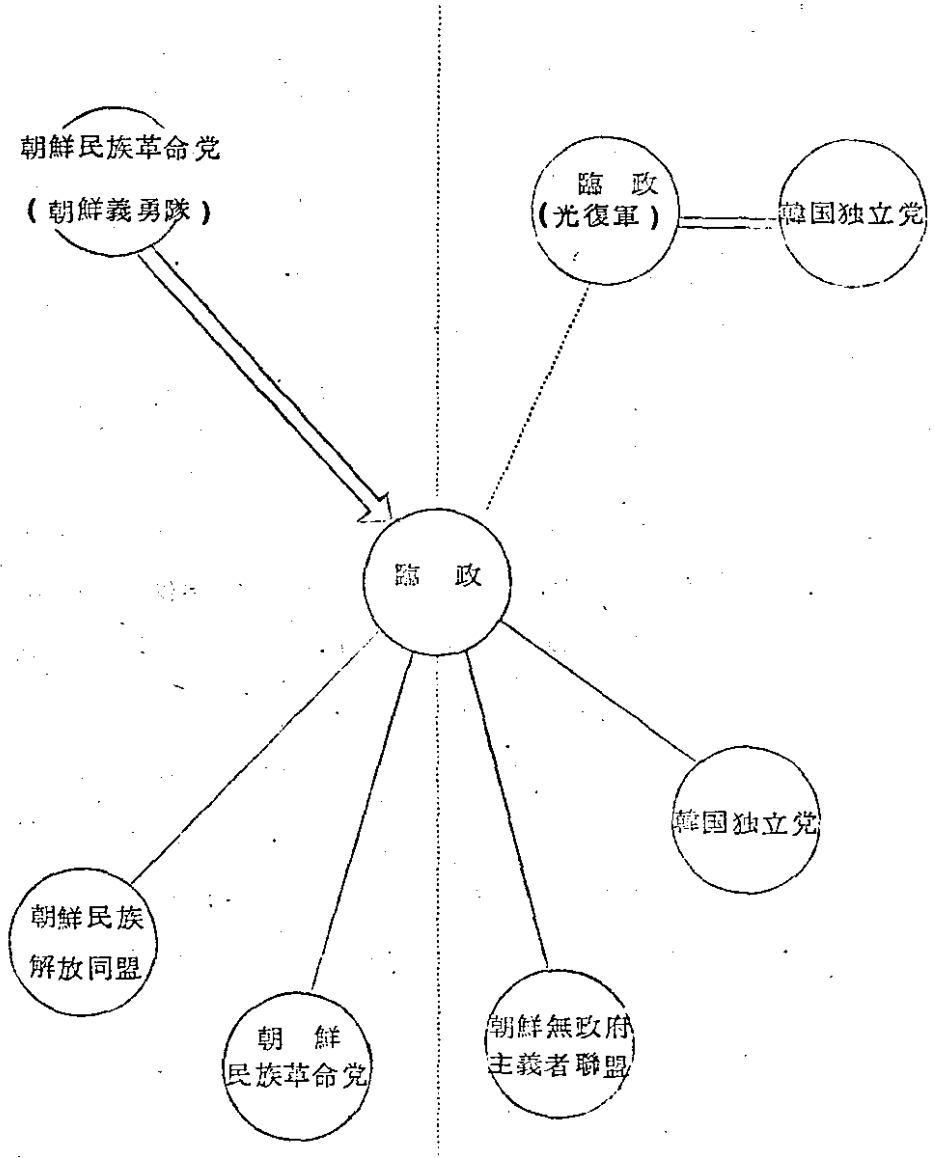 朝鮮民族革命党
(朝鮮義勇隊)
臨　政
(光復軍)
韓国独立党
臨　政
韓国独立党
朝鮮民族
解放同盟
朝　鮮
民族革命党
朝鮮無政府
主義者聯盟